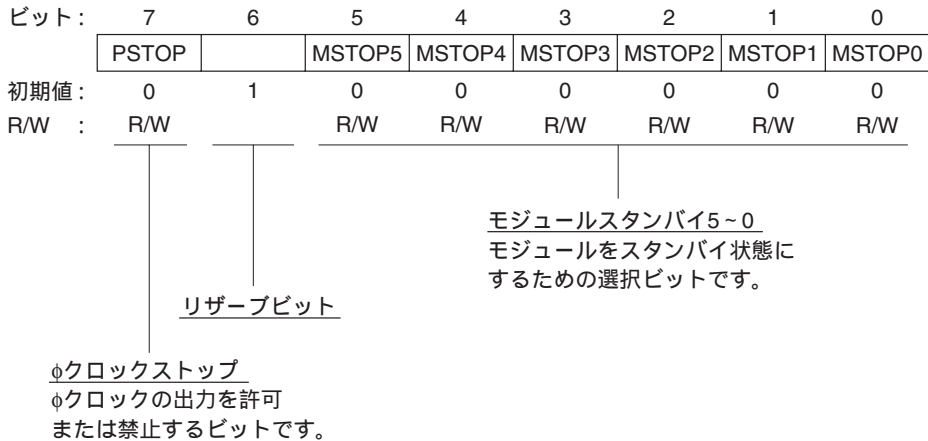 ビット: 7 6 5 4 3 2 1 0
PSTOP MSTOP5 MSTOP4 MSTOP3 MSTOP2 MSTOP1 MSTOP0
初期値: 0 1 0 0 0 0 0 0
R/W : R/W R/W R/W R/W R/W R/W R/W
モジュールスタンバイ5~0
モジュールをスタンバイ状態に
するための選択ビットです。
リザーブビット
φクロックストップ
φクロックの出力を許可
または禁止するビットです。